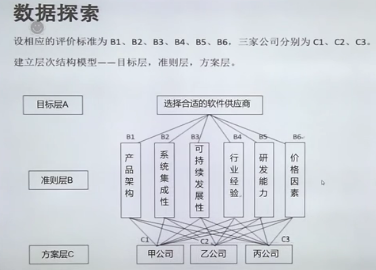 数据探索
设相应的评价标准为 B1、B2、B3、B4、B5、B6，三家公司分别为 C1、C2、C3。
建立层次结构模型——目标层，准则层，方案层。
目标层A
选择合适的软件供应商
B1
B2
B3
B4
B5
B6
准则层B
产品架构
系统集成性
可持续发展性
行业经验
研发能力
价格因素
C1
C2
C3
方案层C
甲公司
乙公司
丙公司